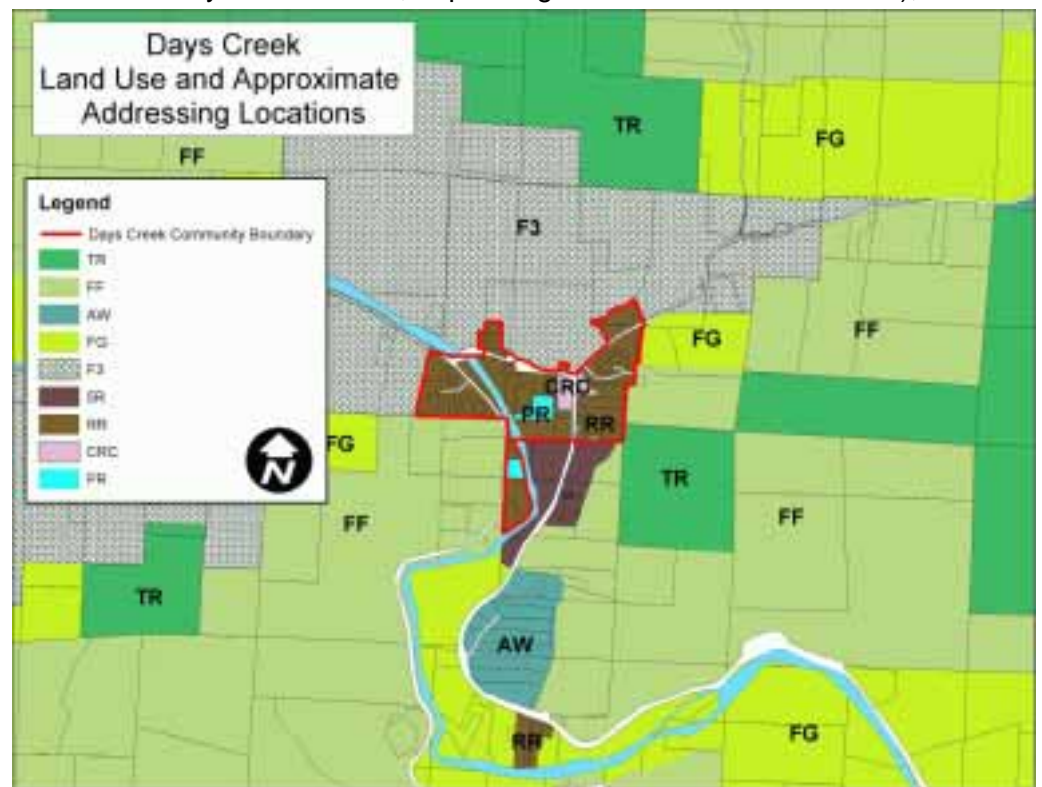 Days Creek
Land Use and Approximate
Addressing Locations
TR
FG
FF
F3
Legend
Days Creek Community Boundary
TR
FF
AW
FG
F3
SR
RR
CRC
PR
N
FG
FF
CRC
PR
RR
FG
TR
FF
FF
TR
AW
RR
FG